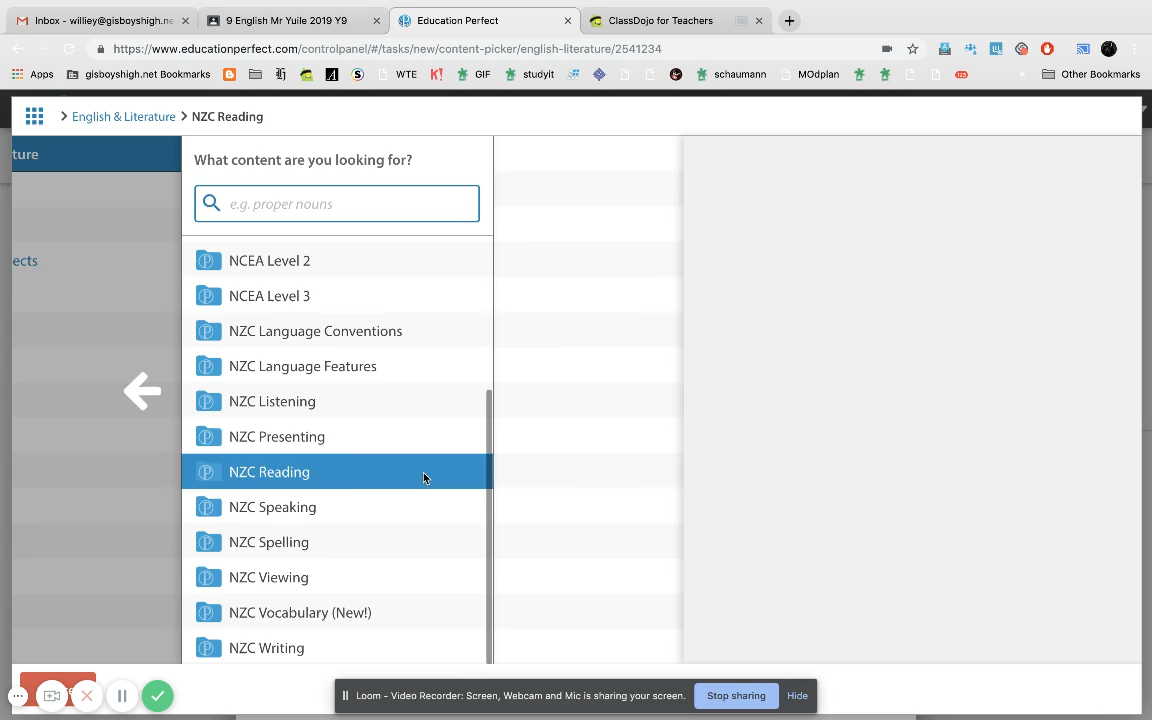 Inbox - williey@gisboyshigh.ne
9 English Mr Yuile 2019 Y9
Education Perfect
ClassDojo for Teachers
https://www.educationperfect.com/controlpanel/#/tasks/new/content-picker/english-literature/2541234
Apps
gisboyshigh.net Bookmarks
WTE
K!
GIF
studyit
schaumann
MOdplan
Other Bookmarks
English & Literature
NZC Reading
ture
What content are you looking for?
e.g. proper nouns
ects
NCEA Level 2
NCEA Level 3
NZC Language Conventions
NZC Language Features
NZC Listening
NZC Presenting
NZC Reading
NZC Speaking
NZC Spelling
NZC Viewing
NZC Vocabulary (New!)
NZC Writing
Loom - Video Recorder: Screen, Webcam and Mic is sharing your screen.
Stop sharing
Hide